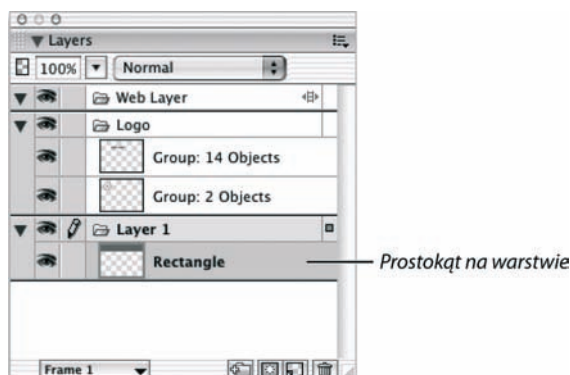 Layers
100% Normal
Web Layer
Logo
Group: 14 Objects
Group: 2 Objects
Layer 1
Rectangle
Prostokąt na warstwie
Frame 1